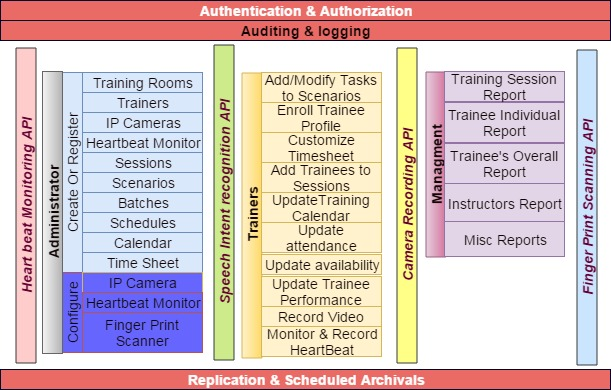 Authentication & Authorization
Auditing & logging
Heart beat Monitoring API
Administrator
Create Or Register
Training Rooms
Trainers
IP Cameras
Heartbeat Monitor
Sessions
Scenarios
Batches
Schedules
Calendar
Time Sheet
Configure
IP Camera
Heartbeat Monitor
Finger Print
Scanner
Speech Intent recognition API
Trainers
Add/Modify Tasks
to Scenarios
Enroll Trainee
Profile
Customize
Timesheet
Add Trainees to
Sessions
UpdateTraining
Calendar
Update
attendance
Update availability
Update Trainee
Performance
Record Video
Monitor & Record
HeartBeat
Camera Recording API
Managment
Training Session
Report
Trainee Individual
Report
Trainee's Overall
Report
Instructors Report
Misc Reports
Finger Print Scanning API
Replication & Scheduled Archivals